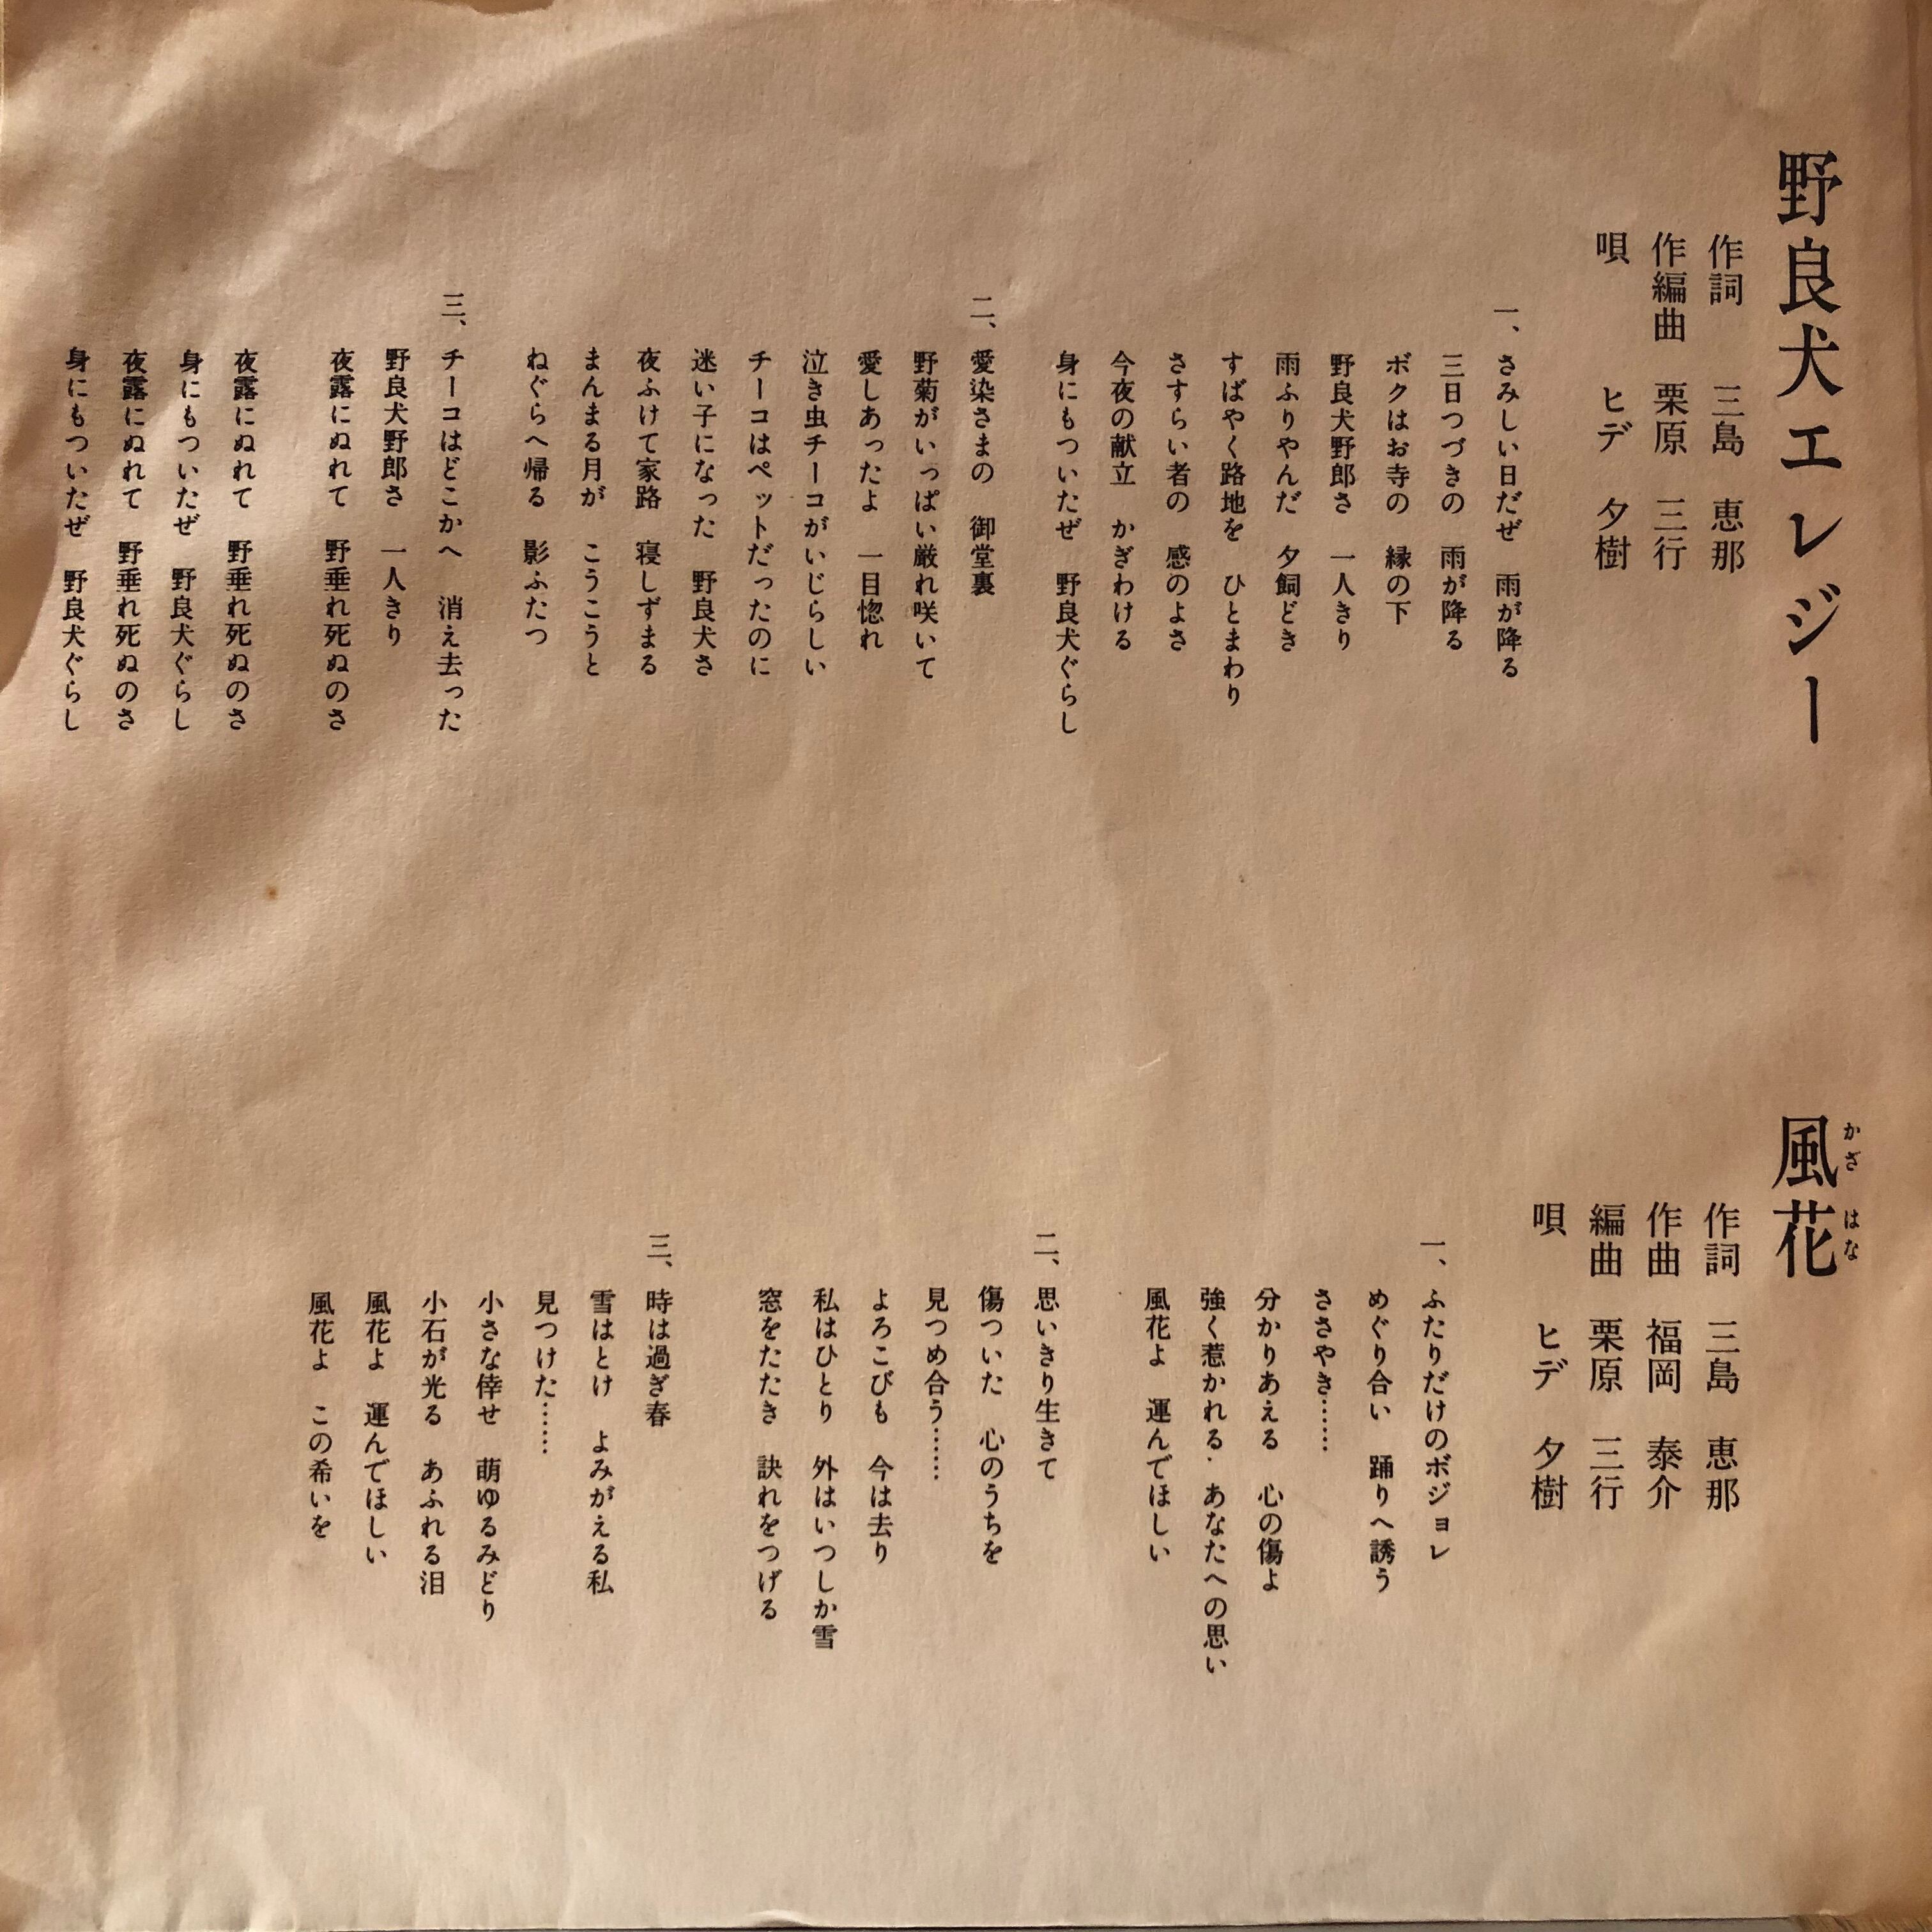 野良犬エレジー
作詞 三島 恵那
作編曲 栗原 三行
唄 ヒデ 夕樹
一、さみしい日だぜ 雨が降る
三日つづきの 雨が降る
ボクはお寺の 縁の下
野良犬野郎さ 一人きり
雨ふりやんだ 夕餉どき
すばやく路地を ひとまわり
さすらい者の 感のよさ
今夜の献立 かぎわける
身にもついたぜ 野良犬ぐらし
二、愛染さまの 御堂裏
野菊がいっぱい厳れ咲いて
愛しあったよ 一目惚れ
泣き虫チーコがいじらしい
チーコはペットだったのに
迷い子になった 野良犬さ
夜ふけて家路 寝しずまる
まんまる月が こうこうと
ねぐらへ帰る 影ふたつ
三、チーコはどこかへ 消え去った
野良犬野郎さ 一人きり
夜露にぬれて 野垂れ死ぬのさ
夜露にぬれて 野垂れ死ぬのさ
身にもついたぜ 野良犬ぐらし
夜露にぬれて 野垂れ死ぬのさ
身にもついたぜ 野良犬ぐらし
風花
かざはな
作詞 三島 恵那
作曲 福岡 泰介
編曲 栗原 三行
唄 ヒデ 夕樹
一、ふたりだけのボジョレ
めぐり合い 踊りへ誘う
ささやき……
分かりあえる 心の傷よ
強く惹かれる・あなたへの思い
風花よ 運んでほしい
二、思いきり生きて
傷ついた 心のうちを
見つめ合う……
よろこびも 今は去り
私はひとり 外はいつしか雪
窓をたたき 訣れをつげる
三、時は過ぎ春
雪はとけ よみがえる私
見つけた……
小さな倖せ 萌ゆるみどり
小石が光る あふれる泪
風花よ 運んでほしい
風花よ この希いを